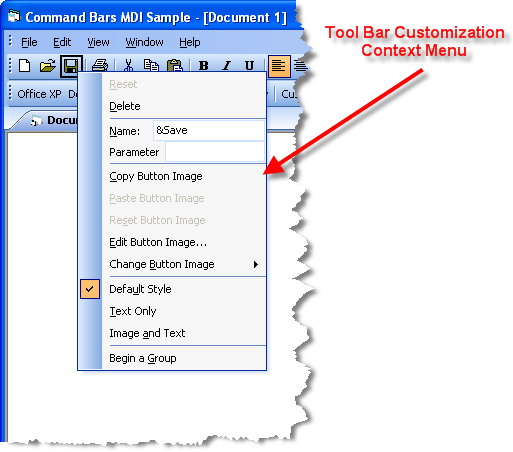 Command Bars MDI Sample - [Document 1]
Tool Bar Customization
Context Menu
File Edit View Window Help
B I U
Office XP
Reset
Delete
Name: &Save
Parameter
Copy Button Image
Paste Button Image
Reset Button Image
Edit Button Image...
Change Button Image
Default Style
Text Only
Image and Text
Begin a Group